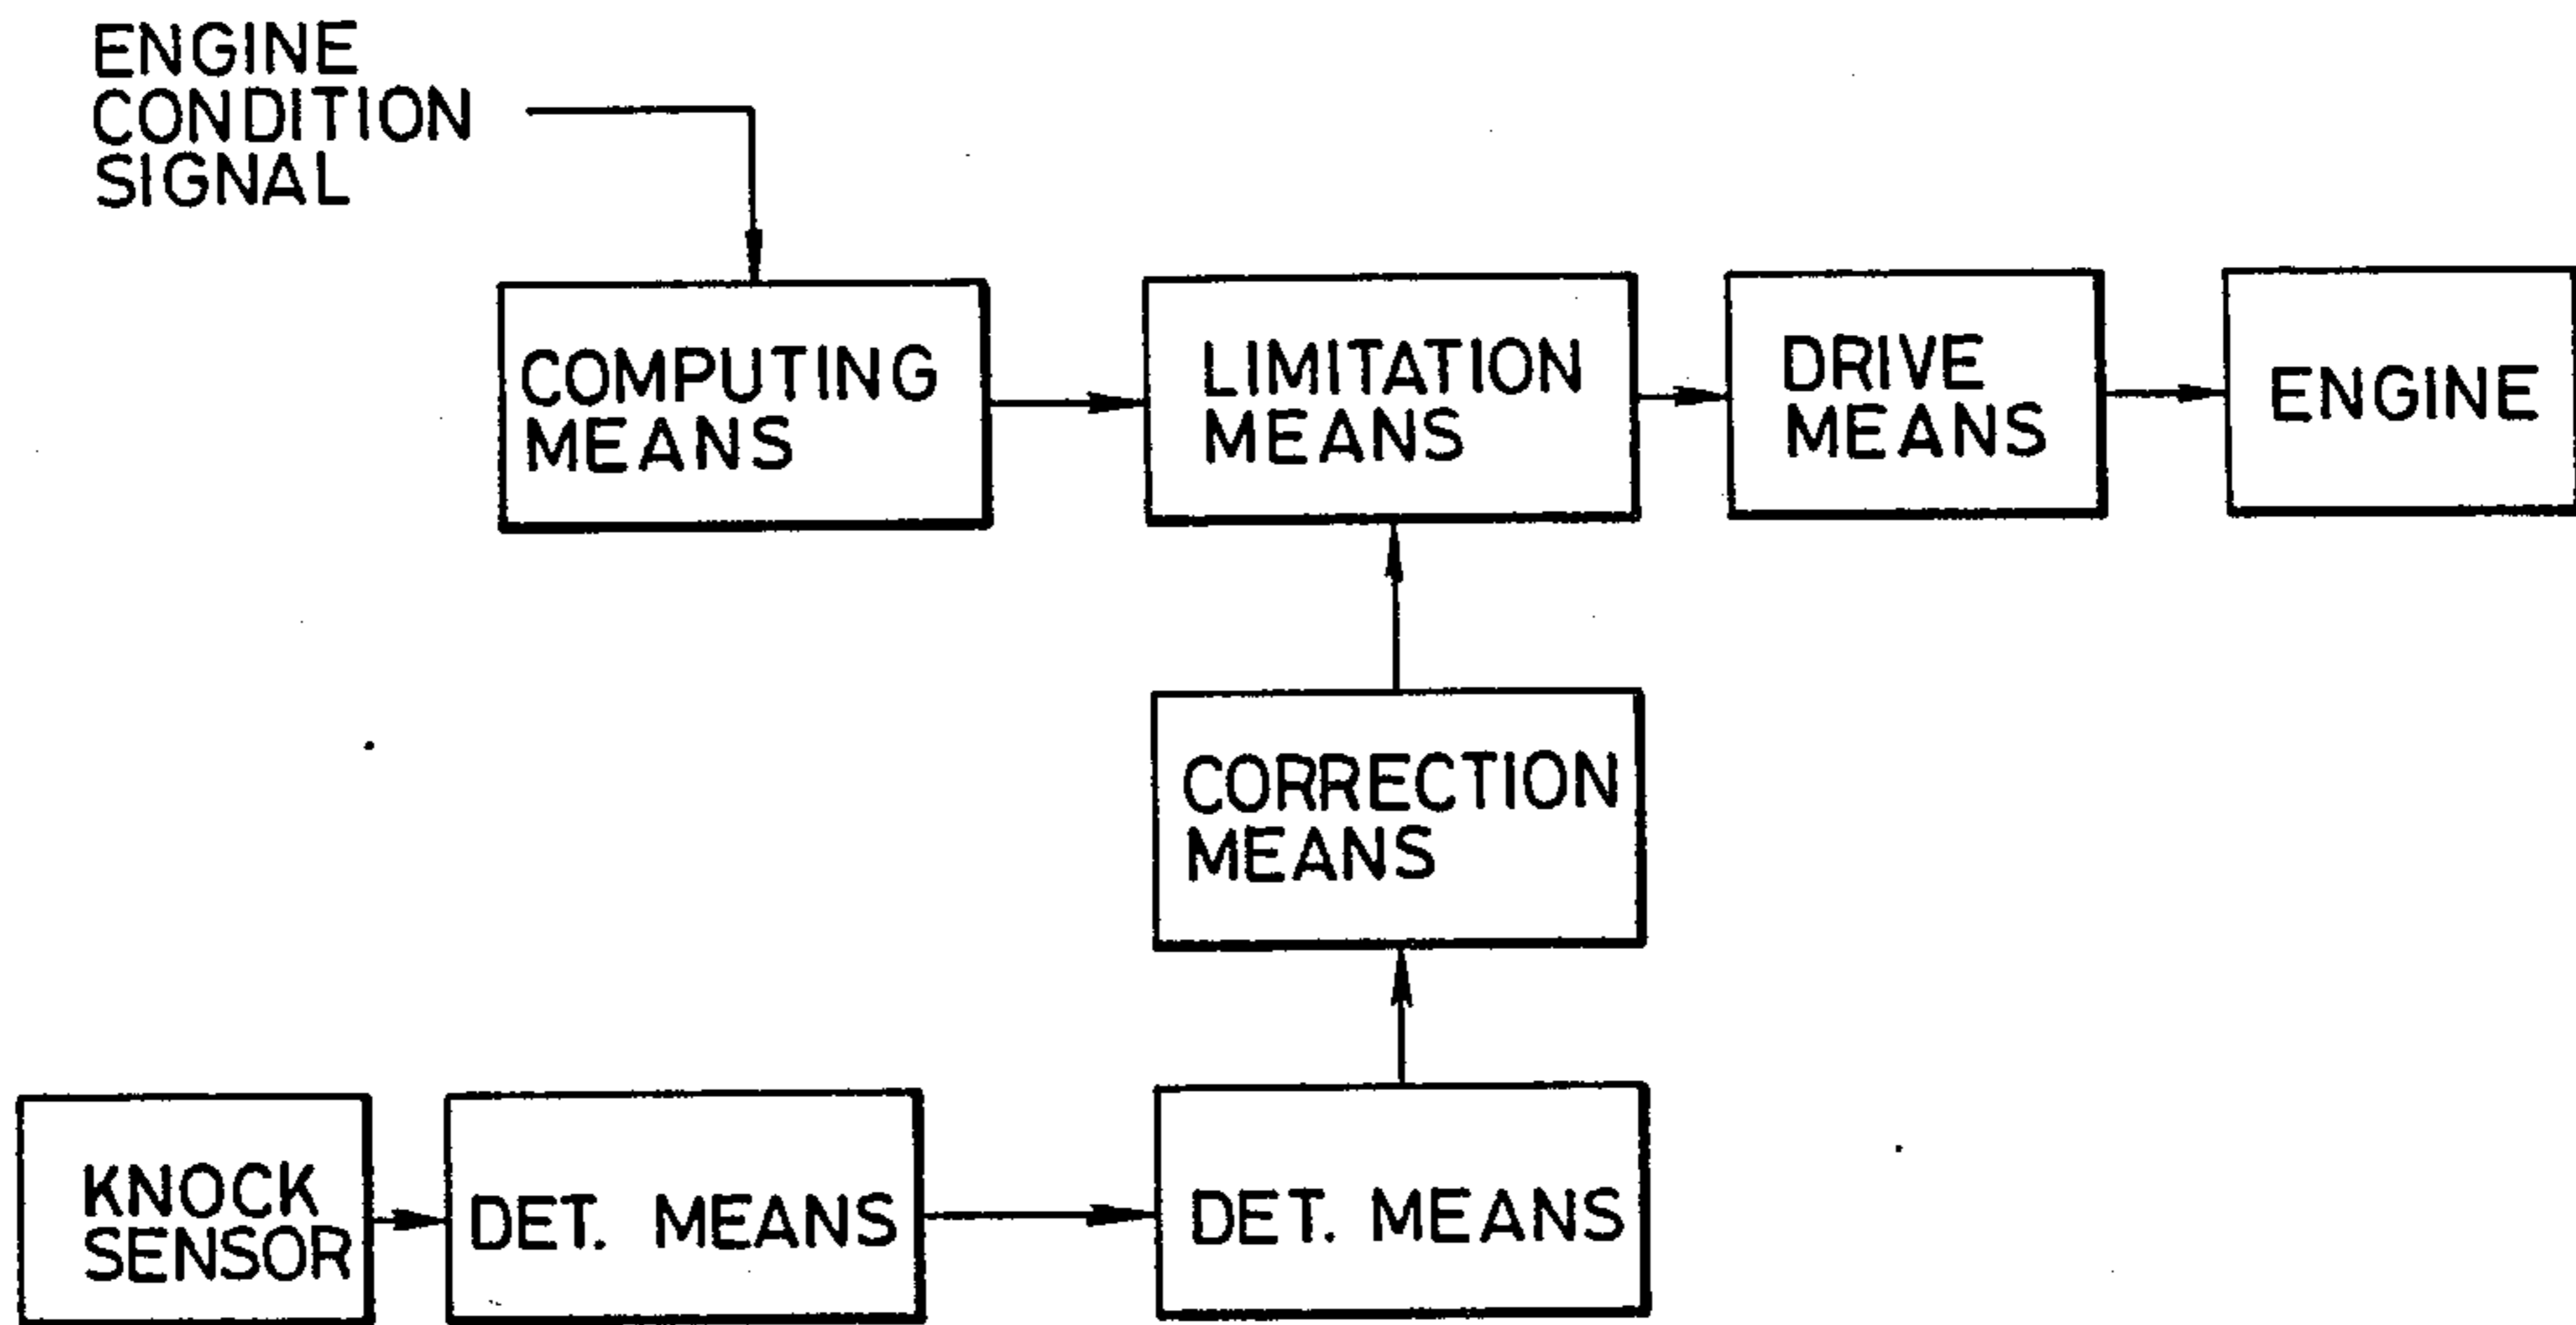 ENGINE
CONDITION
SIGNAL
COMPUTING
MEANS
LIMITATION
MEANS
DRIVE
MEANS
ENGINE
CORRECTION
MEANS
KNOCK
SENSOR
DET. MEANS
DET. MEANS